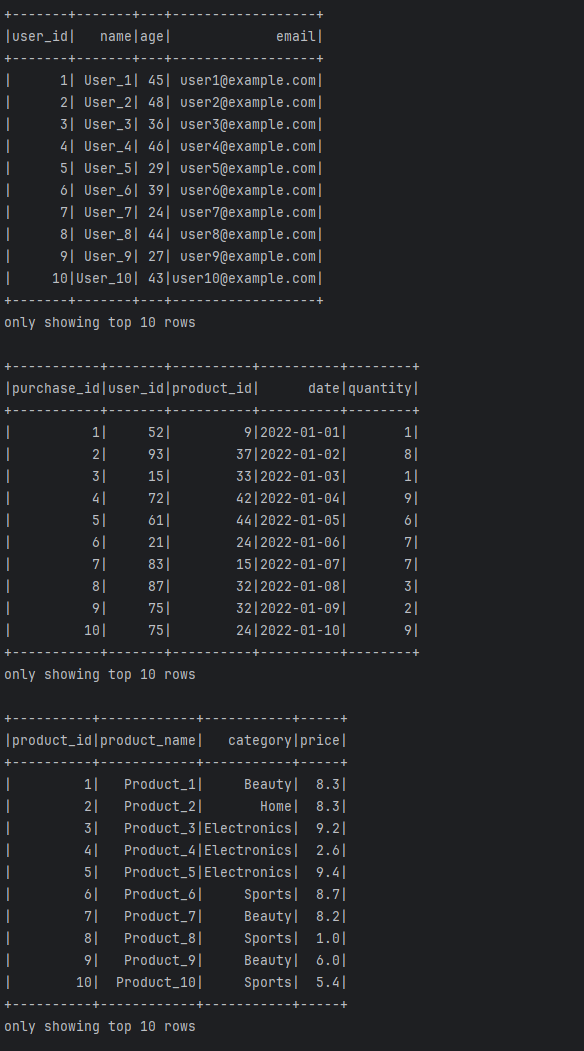 +-------+-------+---+------------------+
|user_id|   name|age|             email|
+-------+-------+---+------------------+
|      1| User_1| 45| user1@example.com|
|      2| User_2| 48| user2@example.com|
|      3| User_3| 36| user3@example.com|
|      4| User_4| 46| user4@example.com|
|      5| User_5| 29| user5@example.com|
|      6| User_6| 39| user6@example.com|
|      7| User_7| 24| user7@example.com|
|      8| User_8| 44| user8@example.com|
|      9| User_9| 27| user9@example.com|
|     10|User_10| 43|user10@example.com|
+-------+-------+---+------------------+
only showing top 10 rows

+-----------+-------+----------+----------+--------+
|purchase_id|user_id|product_id|      date|quantity|
+-----------+-------+----------+----------+--------+
|          1|     52|         9|2022-01-01|       1|
|          2|     93|        37|2022-01-02|       8|
|          3|     15|        33|2022-01-03|       1|
|          4|     72|        42|2022-01-04|       9|
|          5|     61|        44|2022-01-05|       6|
|          6|     21|        24|2022-01-06|       7|
|          7|     83|        15|2022-01-07|       7|
|          8|     87|        32|2022-01-08|       3|
|          9|     75|        32|2022-01-09|       2|
|         10|     75|        24|2022-01-10|       9|
+-----------+-------+----------+----------+--------+
only showing top 10 rows

+----------+------------+-----------+-----+
|product_id|product_name|   category|price|
+----------+------------+-----------+-----+
|         1|   Product_1|     Beauty|  8.3|
|         2|   Product_2|       Home|  8.3|
|         3|   Product_3|Electronics|  9.2|
|         4|   Product_4|Electronics|  2.6|
|         5|   Product_5|Electronics|  9.4|
|         6|   Product_6|     Sports|  8.7|
|         7|   Product_7|     Beauty|  8.2|
|         8|   Product_8|     Sports|  1.0|
|         9|   Product_9|     Beauty|  6.0|
|        10|  Product_10|     Sports|  5.4|
+----------+------------+-----------+-----+
only showing top 10 rows